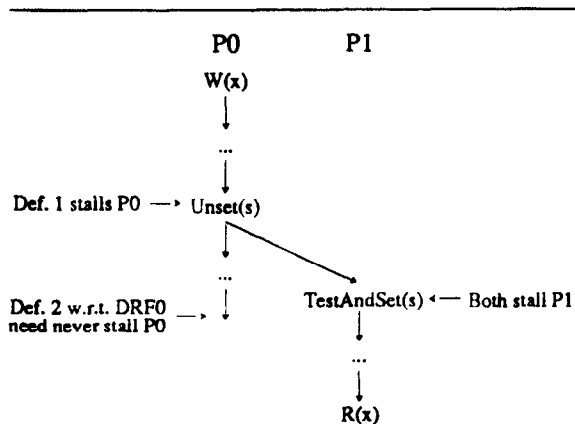 P0 P1
W(x)
...
Def. 1 stalls P0 → Unset(s)
...
Def. 2 w.r.t. DRF0
need never stall P0
TestAndSet(s) ← Both stall P1
...
R(x)